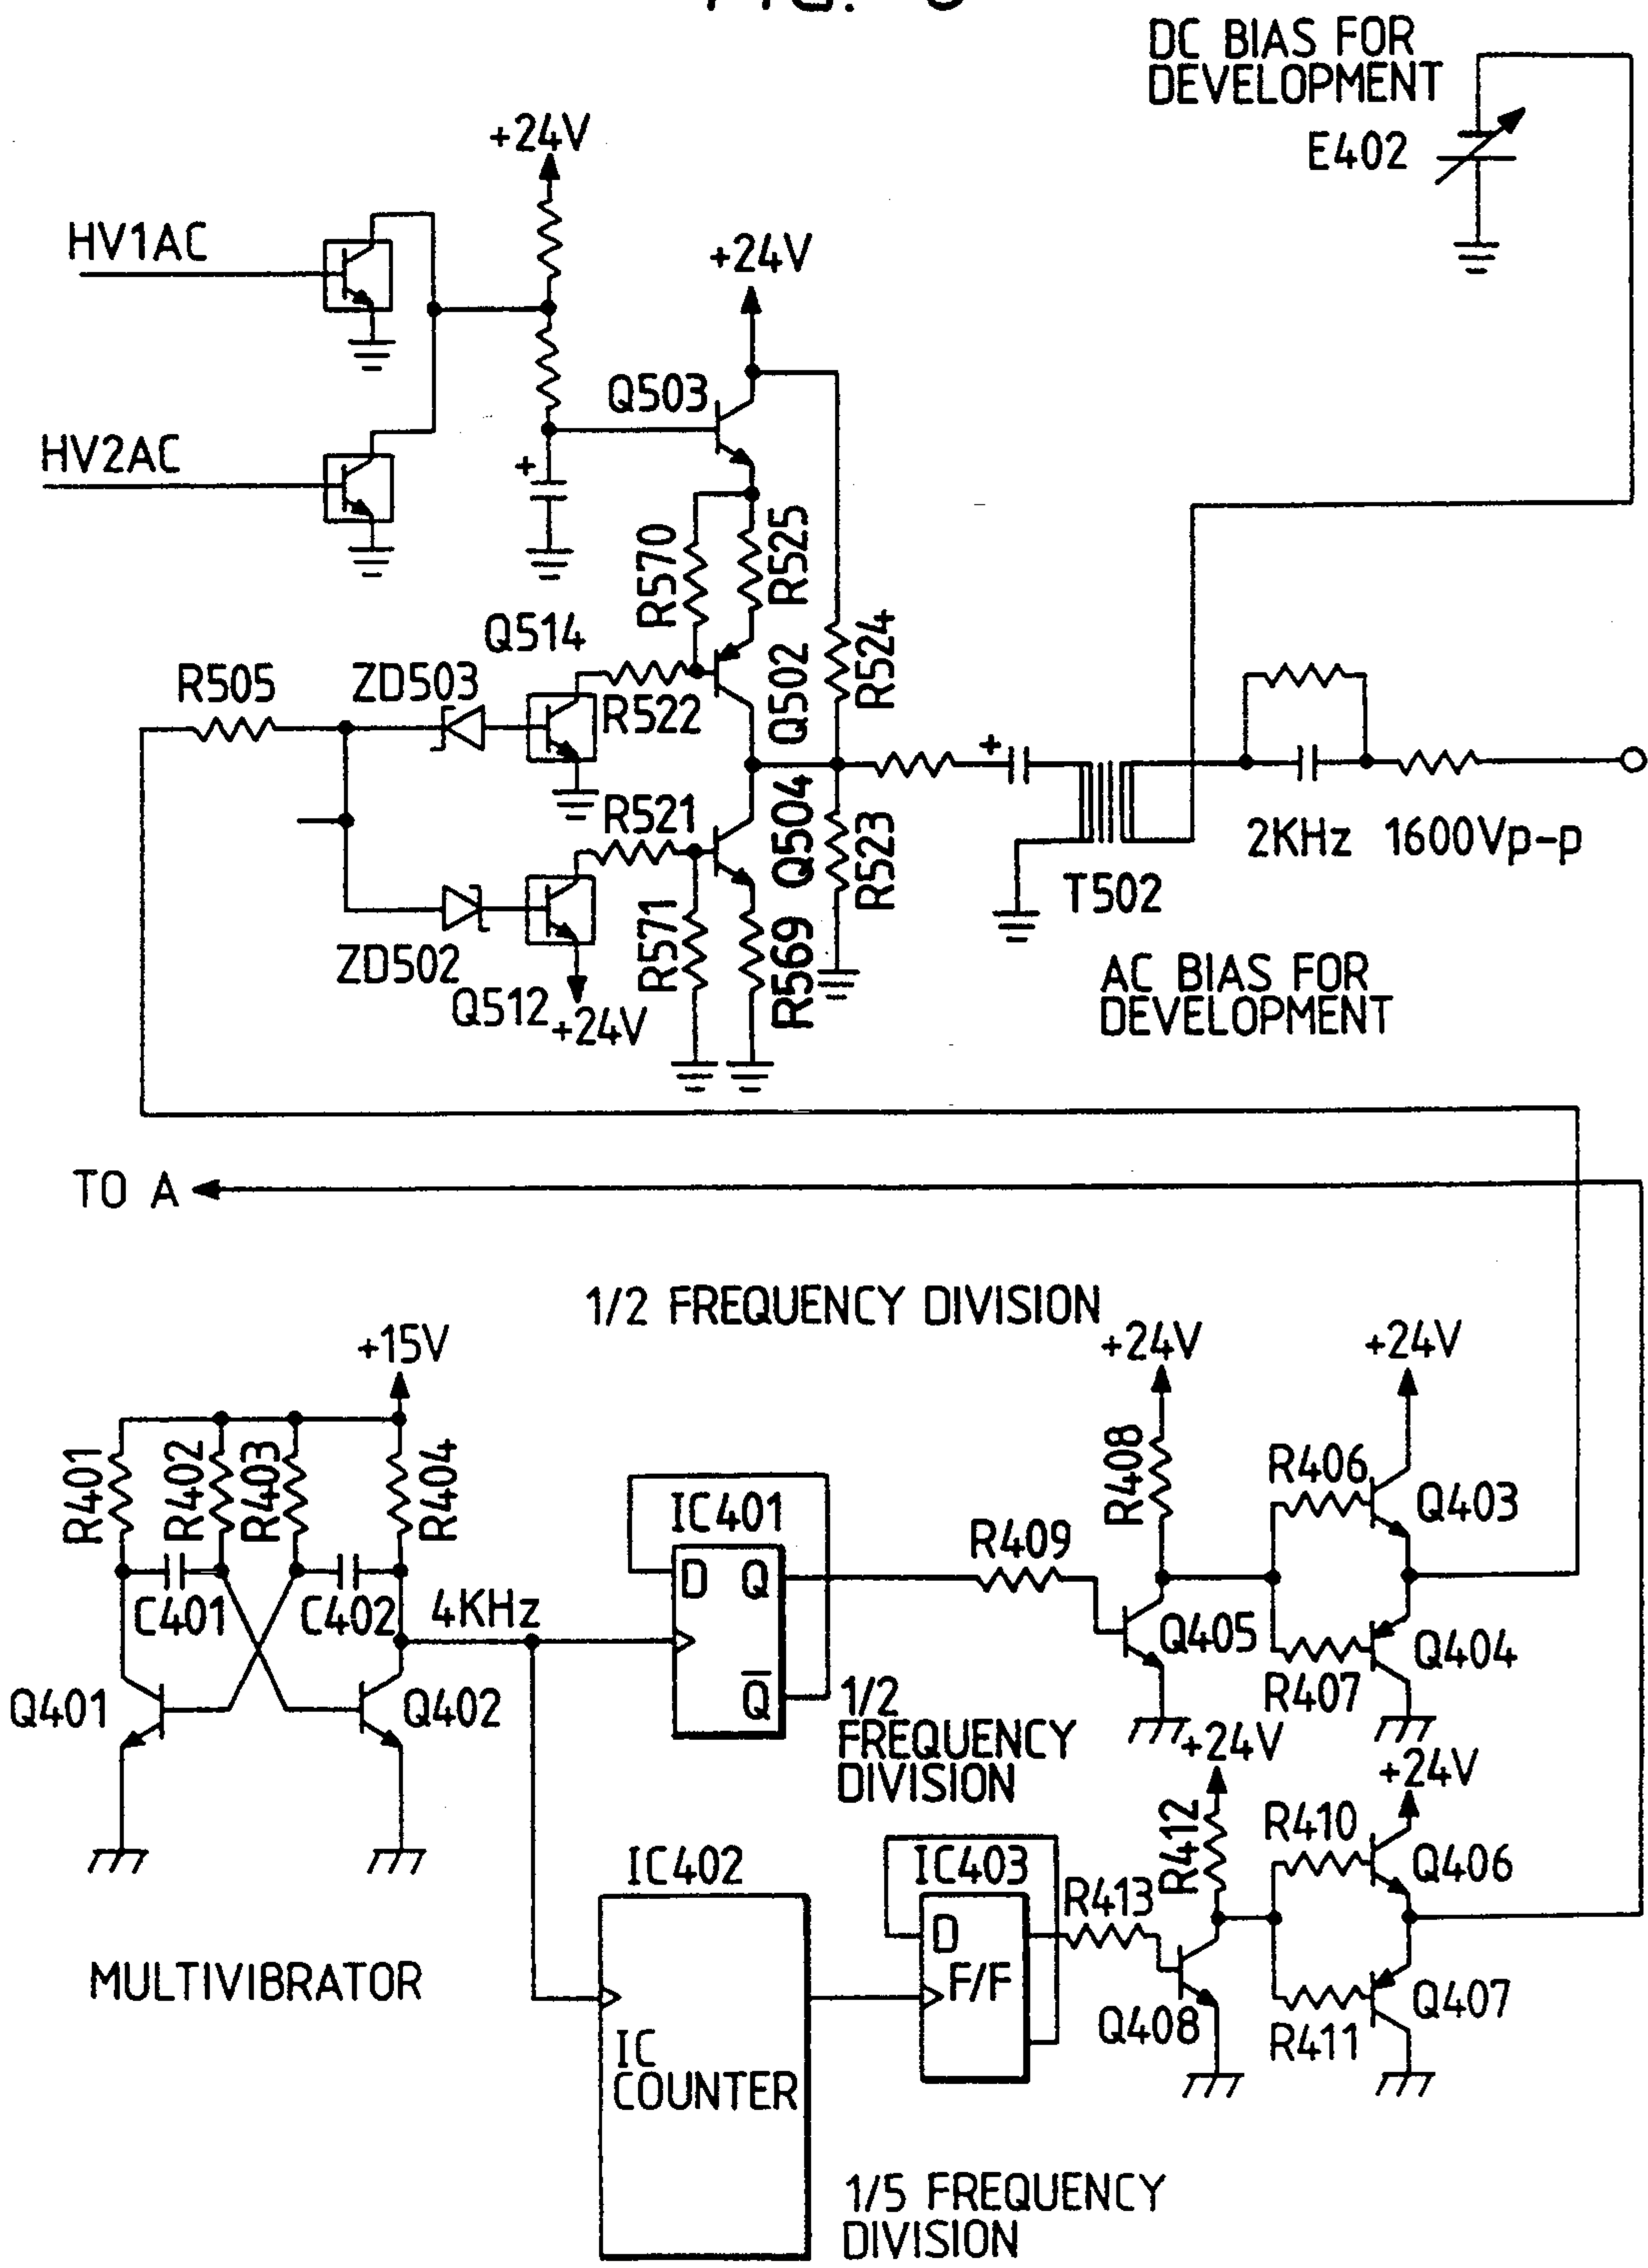 DC BIAS FOR
DEVELOPMENT
E402
+24V
HV1AC
+24V
Q503
HV2AC
+
R570
R525
Q514
R505
ZD503
R522
Q502
R524
+
R521
Q504
R523
2KHz 1600Vp-p
T502
ZD502
R571
R569
Q512
+24V
AC BIAS FOR
DEVELOPMENT
TO A
1/2 FREQUENCY DIVISION
+15V
+24V
+24V
R401
R402
R403
R404
R408
R406
Q403
IC401
R409
D Q
C401
C402
4KHz
Q405
Q404
Q401
Q402
Q̅
R407
1/2
FREQUENCY
DIVISION
+24V
+24V
R412
R410
IC402
IC403
R413
Q406
D
F/F
MULTIVIBRATOR
Q408
R411
Q407
IC
COUNTER
1/5 FREQUENCY
DIVISION